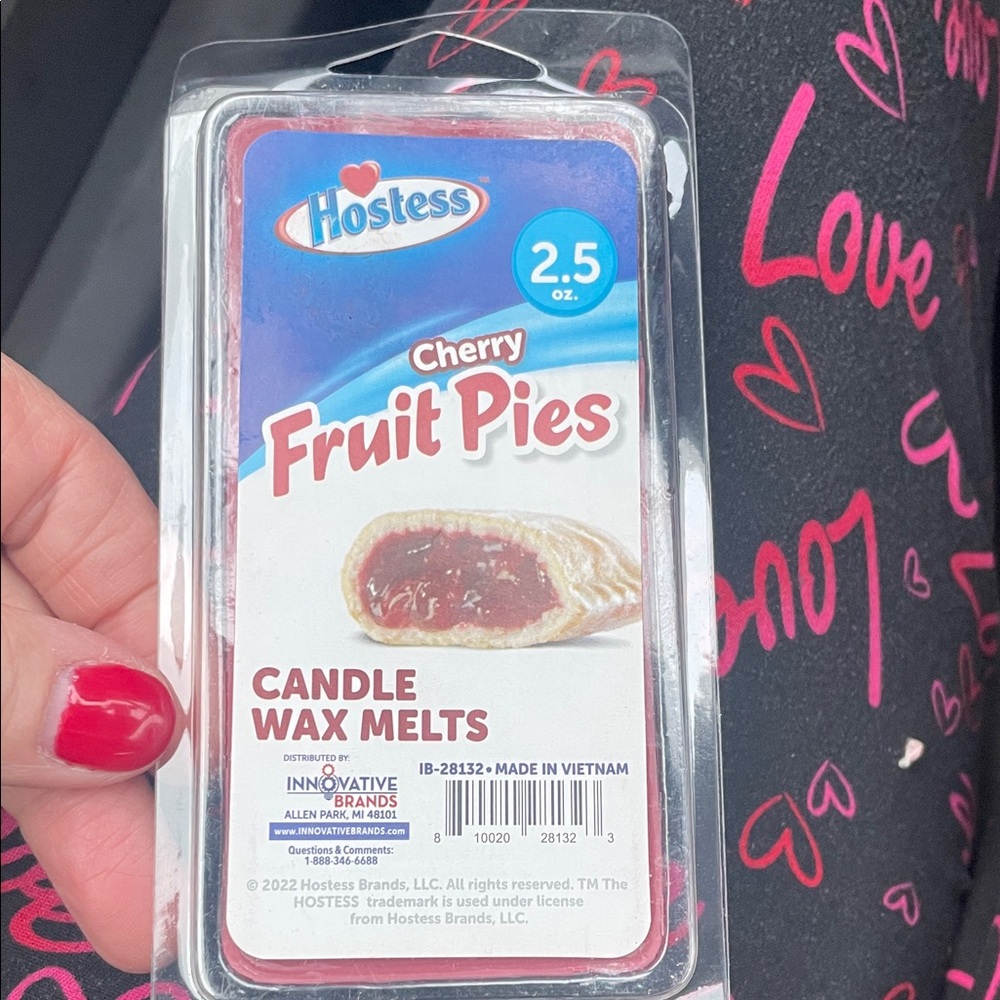 Hostess™
2.5
oz.
Cherry
Fruit Pies
CANDLE
WAX MELTS
DISTRIBUTED BY:
INNOVATIVE
BRANDS
ALLEN PARK, MI 48101
www.INNOVATIVEBRANDS.com
Questions & Comments:
1-888-346-6688
IB-28132• MADE IN VIETNAM
8 10020 28132 3
© 2022 Hostess Brands, LLC. All rights reserved. TM The
HOSTESS trademark is used under license
from Hostess Brands, LLC.
Love
Love